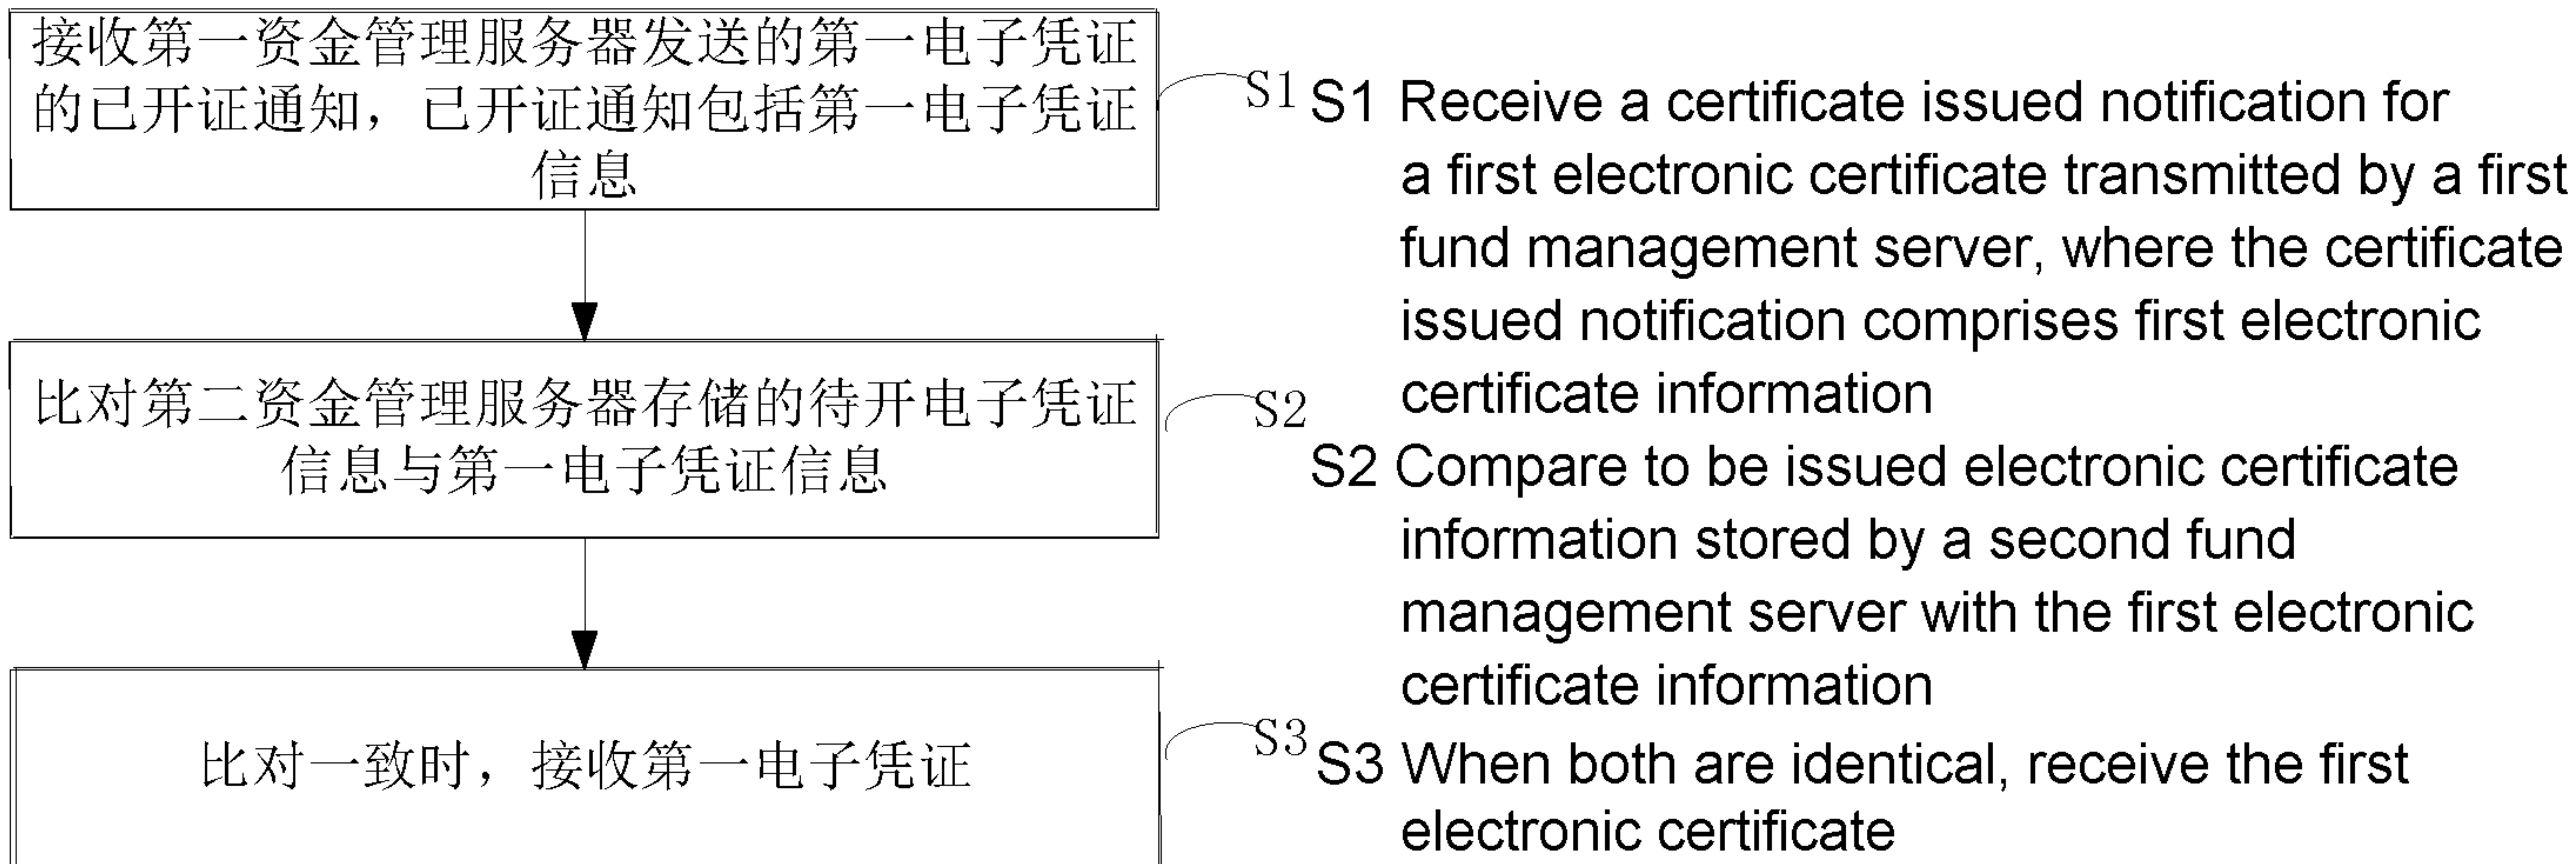 接收第一资金管理服务器发送的第一电子凭证
的已开证通知，已开证通知包括第一电子凭证
信息
S1
比对第二资金管理服务器存储的待开电子凭证
信息与第一电子凭证信息
S2
比对一致时，接收第一电子凭证
S3
S1 Receive a certificate issued notification for
a first electronic certificate transmitted by a first
fund management server, where the certificate
issued notification comprises first electronic
certificate information
S2 Compare to be issued electronic certificate
information stored by a second fund
management server with the first electronic
certificate information
S3 When both are identical, receive the first
electronic certificate